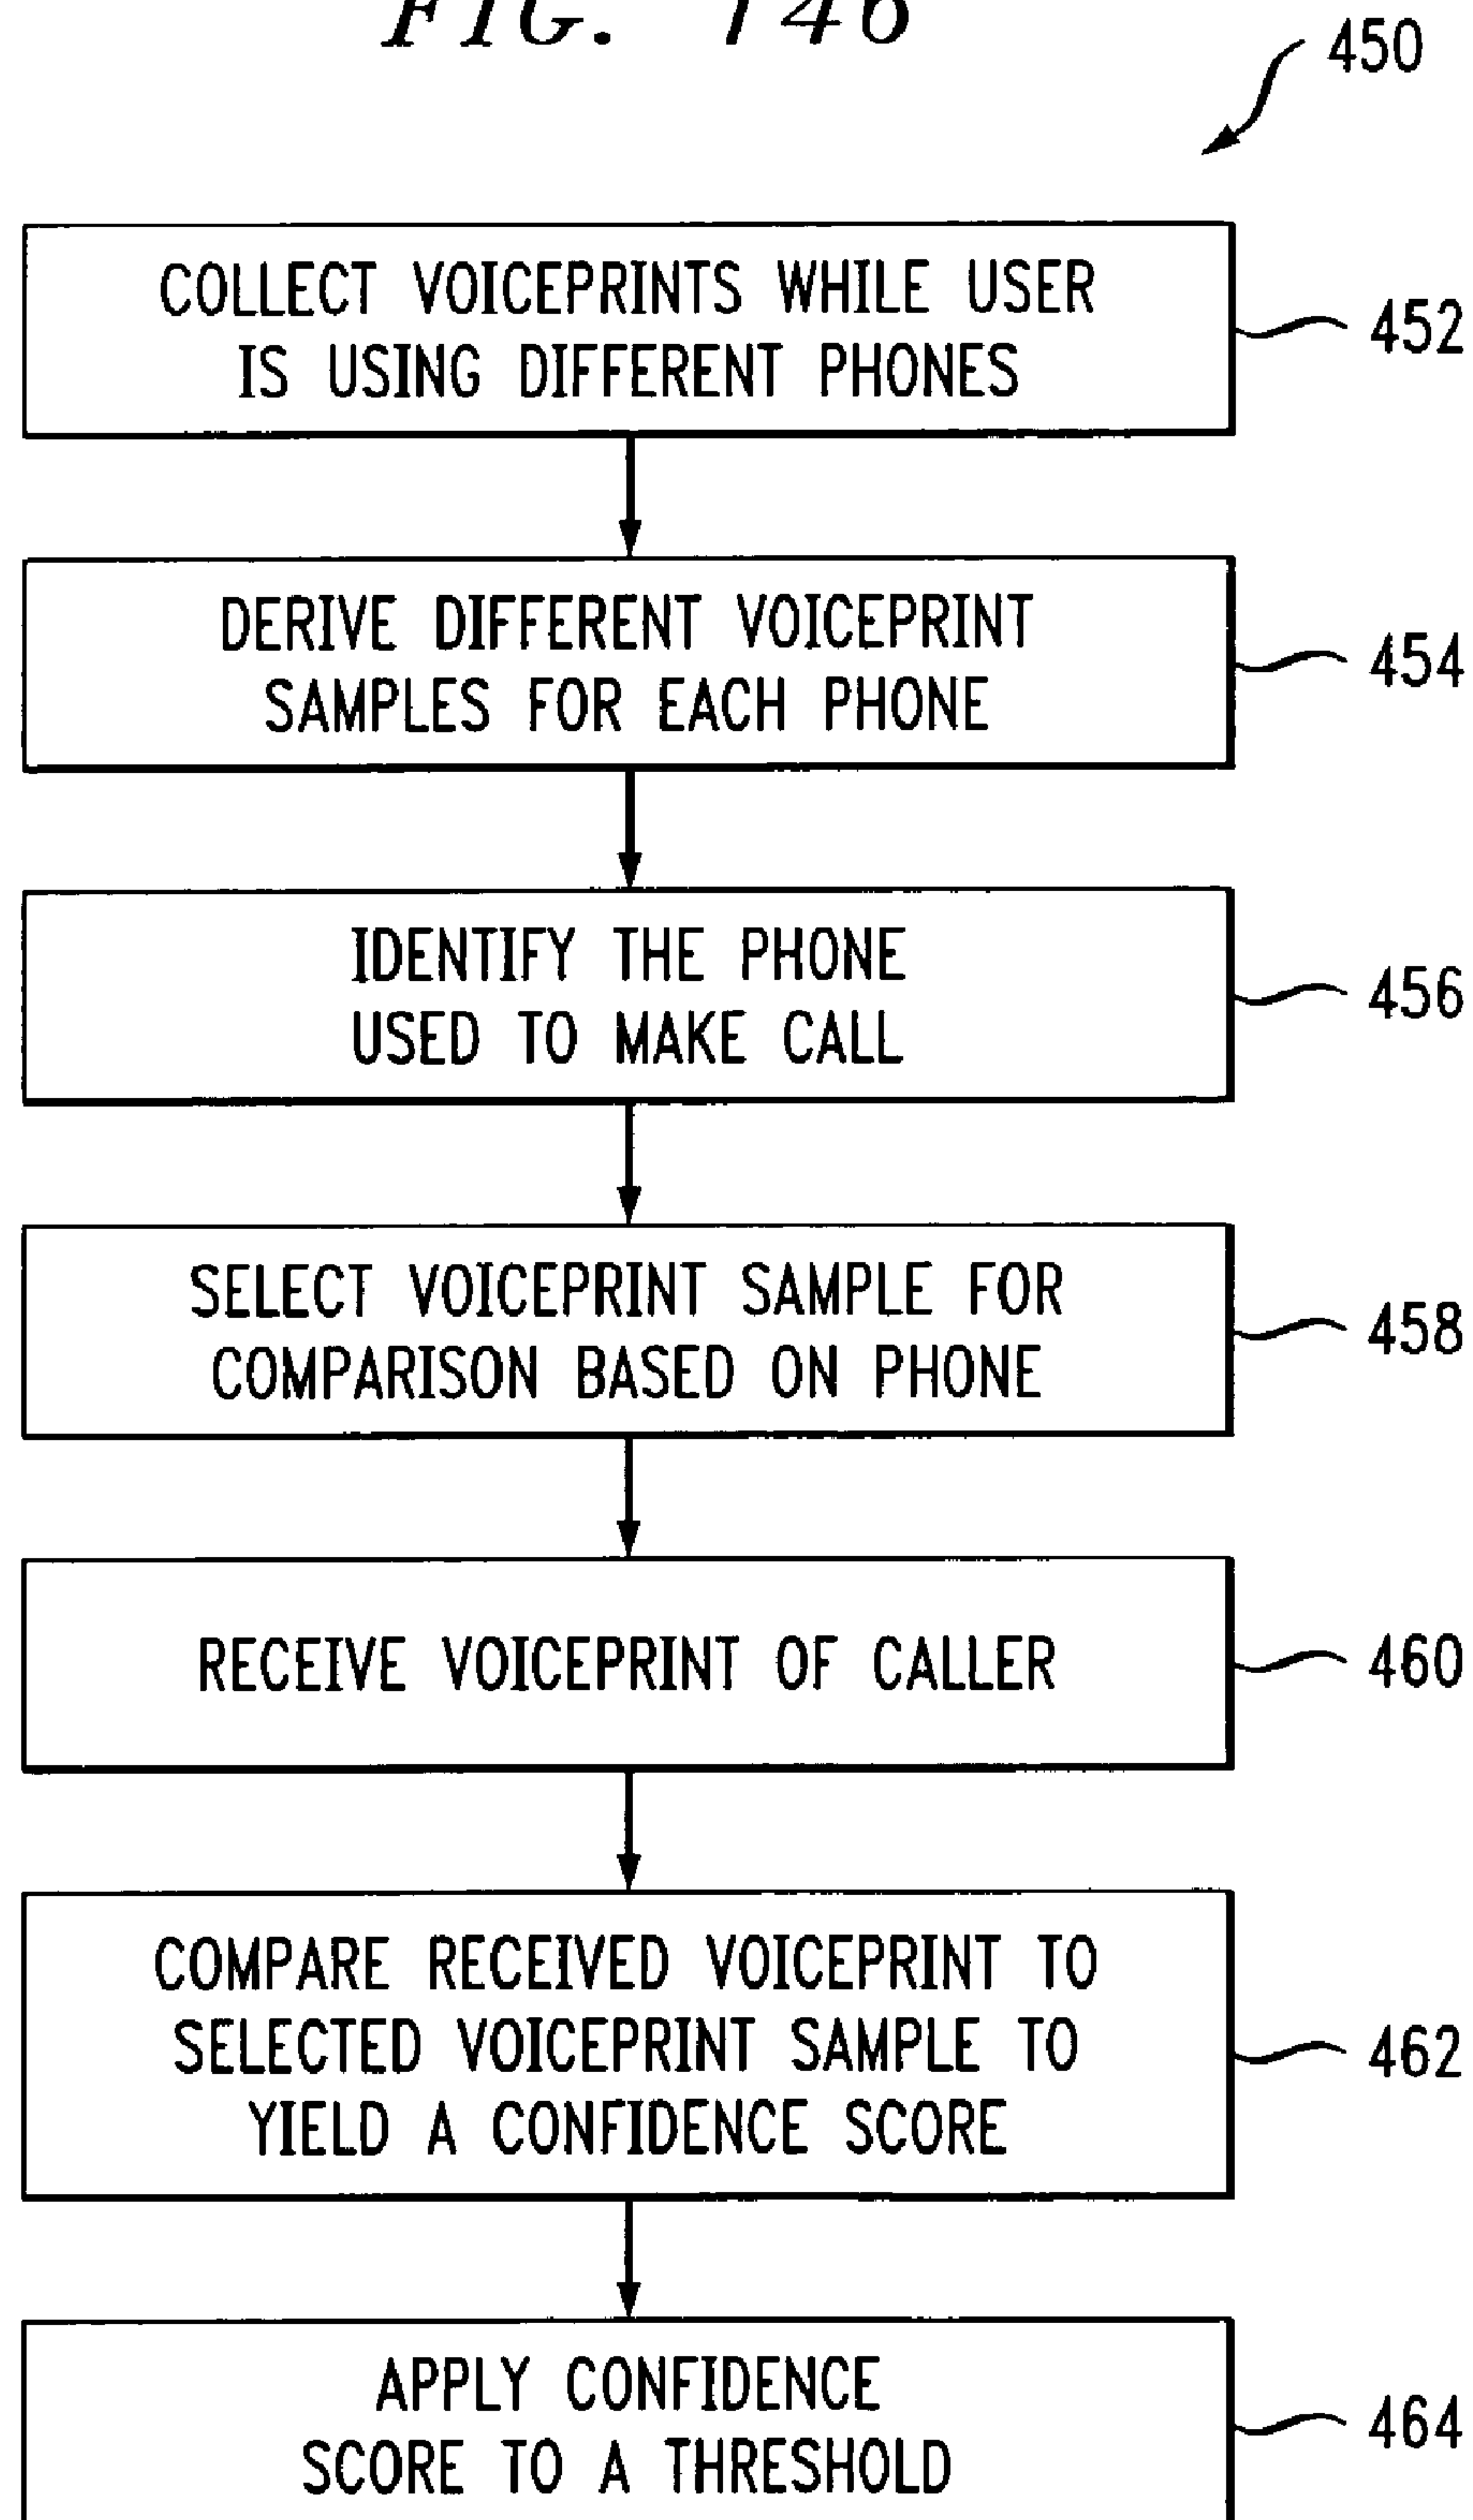 FIG.
450
COLLECT VOICEPRINTS WHILE USER
IS USING DIFFERENT PHONES
452
DERIVE DIFFERENT VOICEPRINT
SAMPLES FOR EACH PHONE
454
IDENTIFY THE PHONE
USED TO MAKE CALL
456
SELECT VOICEPRINT SAMPLE FOR
COMPARISON BASED ON PHONE
458
RECEIVE VOICEPRINT OF CALLER
460
COMPARE RECEIVED VOICEPRINT TO
SELECTED VOICEPRINT SAMPLE TO
YIELD A CONFIDENCE SCORE
462
APPLY CONFIDENCE
SCORE TO A THRESHOLD
464